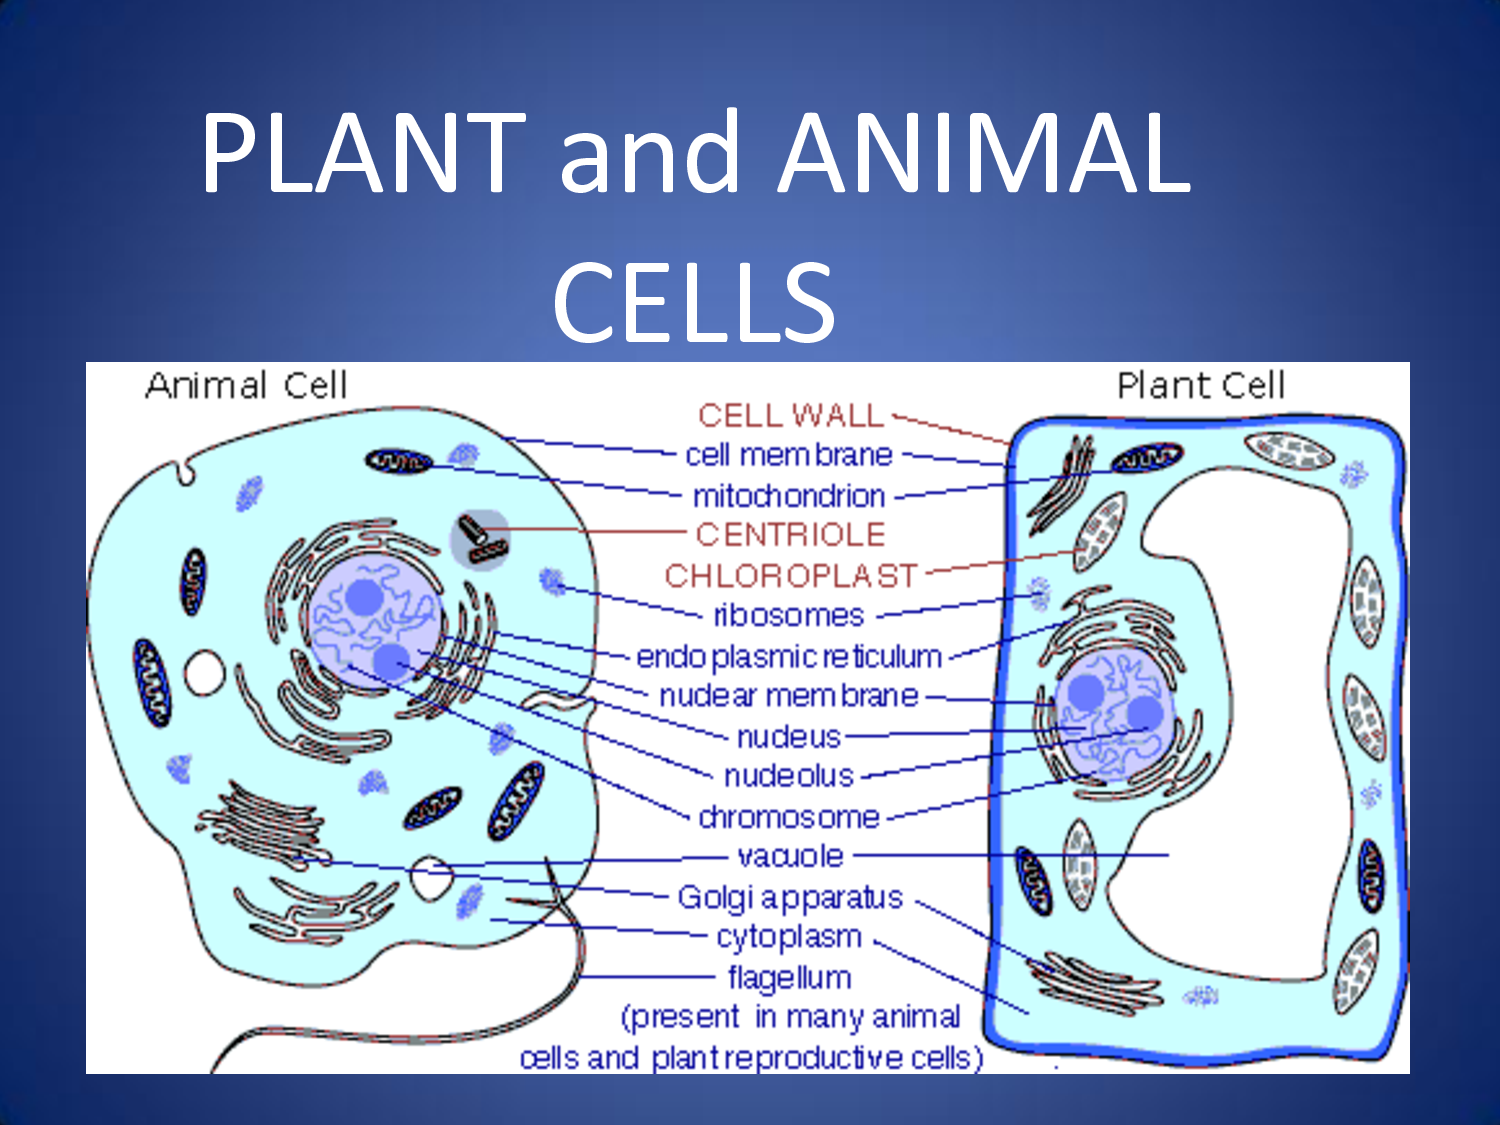 PLANT and ANIMAL
CELLS
Animal Cell
Plant Cell
CELL WALL
cell membrane
mitochondrion
CENTRIOLE
CHLOROPLAST
ribosomes
endoplasmic reticulum
nuclear membrane
nucleus
nucleolus
chromosome
vacuole
Golgi apparatus
cytoplasm
flagellum
(present in many animal
cells and plant reproductive cells)